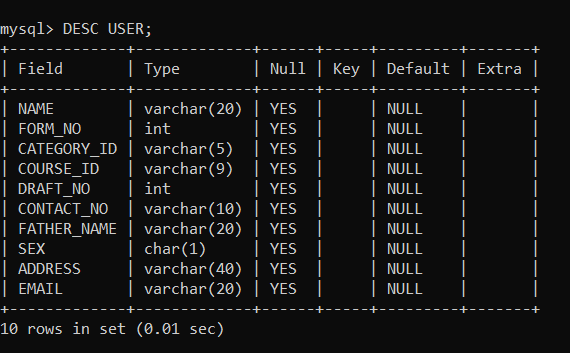 mysql> DESC USER;
+-------------+-------------+------+-----+---------+-------+
| Field       | Type        | Null | Key | Default | Extra |
+-------------+-------------+------+-----+---------+-------+
| NAME        | varchar(20) | YES  |     | NULL    |       |
| FORM_NO     | int         | YES  |     | NULL    |       |
| CATEGORY_ID | varchar(5)  | YES  |     | NULL    |       |
| COURSE_ID   | varchar(9)  | YES  |     | NULL    |       |
| DRAFT_NO    | int         | YES  |     | NULL    |       |
| CONTACT_NO  | varchar(10) | YES  |     | NULL    |       |
| FATHER_NAME | varchar(20) | YES  |     | NULL    |       |
| SEX         | char(1)     | YES  |     | NULL    |       |
| ADDRESS     | varchar(40) | YES  |     | NULL    |       |
| EMAIL       | varchar(20) | YES  |     | NULL    |       |
+-------------+-------------+------+-----+---------+-------+
10 rows in set (0.01 sec)